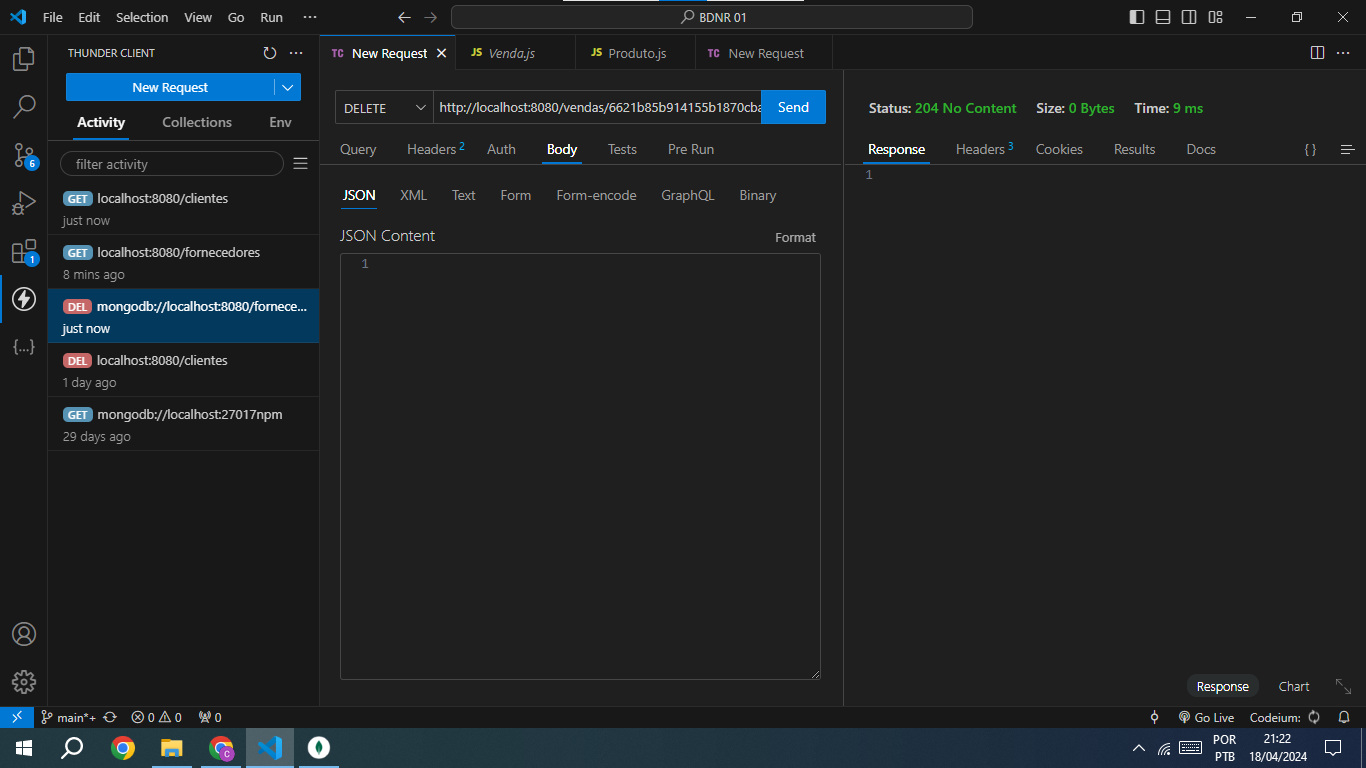 File Edit Selection View Go Run ··· BDNR 01
THUNDER CLIENT ···
New Request
Activity Collections Env
filter activity
GET localhost:8080/clientes
just now
GET localhost:8080/fornecedores
8 mins ago
DEL mongodb://localhost:8080/fornece...
just now
DEL localhost:8080/clientes
1 day ago
GET mongodb://localhost:27017npm
29 days ago
6
1
{...}
TC New Request JS Venda.js JS Produto.js TC New Request ···
DELETE http://localhost:8080/vendas/6621b85b914155b1870cba Send
Query Headers 2 Auth Body Tests Pre Run
JSON XML Text Form Form-encode GraphQL Binary
JSON Content Format
1
Status: 204 No Content Size: 0 Bytes Time: 9 ms
Response Headers 3 Cookies Results Docs { }
1
Response Chart
main*+ 0 0 0 Go Live Codeium:
C
POR
PTB
21:22
18/04/2024